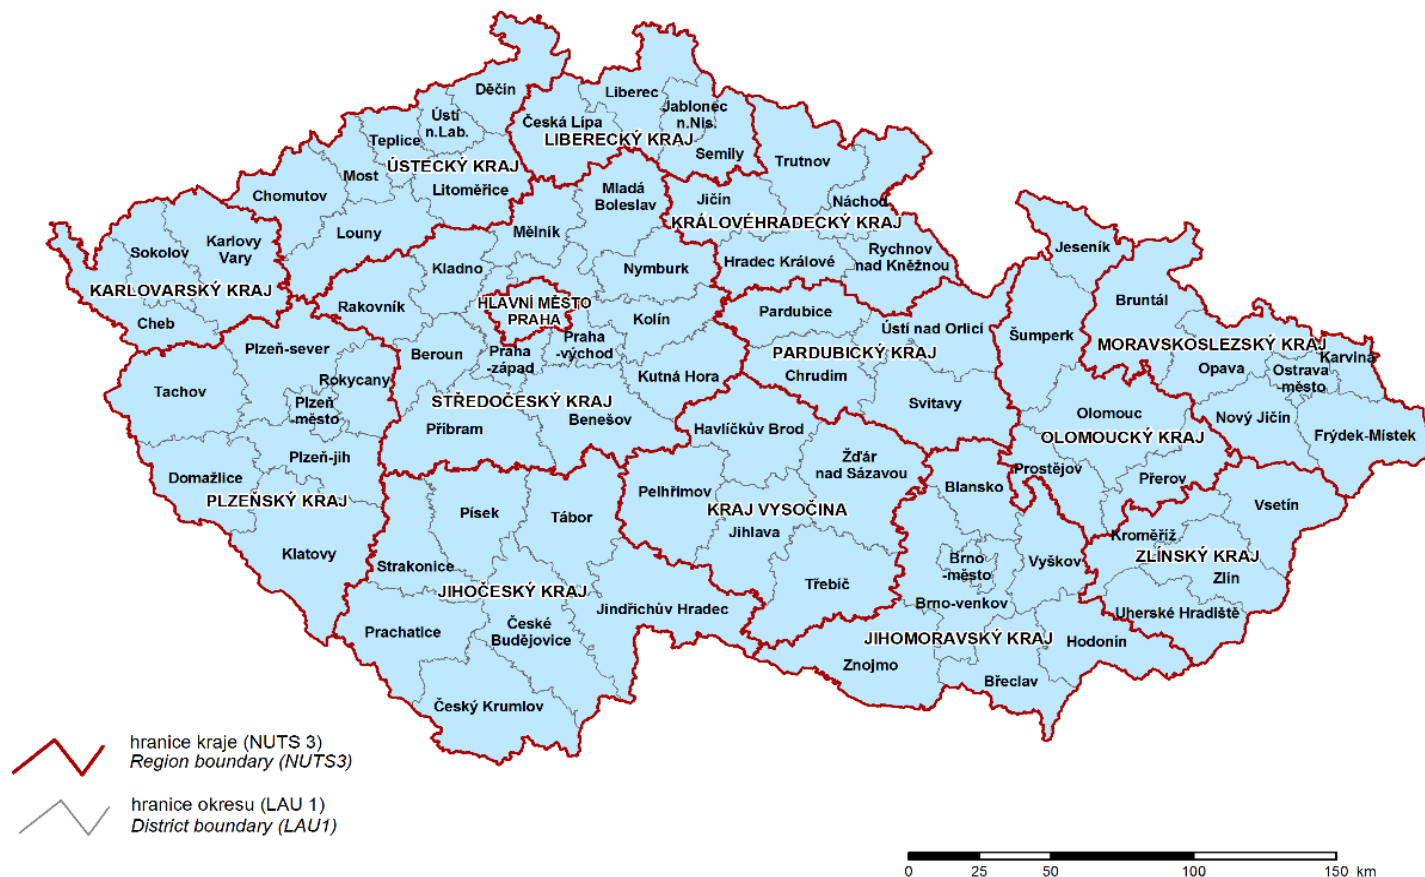 Děčín
Liberec
Ústí
n.Lab.
Česká Lípa
Jablonec
n.Nis.
Teplice
LIBERECKÝ KRAJ
Semily
Trutnov
ÚSTECKÝ KRAJ
Most
Litoměřice
Chomutov
Mladá
Boleslav
Jičín
Náchod
KRÁLOVÉHRADECKÝ KRAJ
Louny
Mělník
Karlovy
Vary
Sokolov
Jeseník
Rychnov
nad Kněžnou
Hradec Králové
Kladno
Nymburk
KARLOVARSKÝ KRAJ
Rakovník
HLAVNÍ MĚSTO
PRAHA
Kolín
Pardubice
Bruntál
Cheb
Ústí nad Orlicí
Šumperk
Plzeň-sever
Beroun
Praha
-západ
Praha
-východ
PARDUBICKÝ KRAJ
MORAVSKOSLEZSKÝ KRAJ
Karviná
Opava
Ostrava
město
Rokycany
Kutná Hora
Chrudim
Tachov
Plzeň
-město
STŘEDOČESKÝ KRAJ
Svitavy
Benešov
Příbram
Olomouc
Nový Jičín
Havlíčkův Brod
OLOMOUCKÝ KRAJ
Frýdek-Místek
Plzeň-jih
Žďár
nad Sázavou
Domažlice
Prostějov
Přerov
Pelhřimov
Blansko
PLZEŇSKÝ KRAJ
Písek
Tábor
KRAJ VYSOČINA
Vsetín
Jihlava
Kroměříž
Klatovy
ZLÍNSKÝ KRAJ
Strakonice
Brno
-město
Vyškov
Zlín
Třebíč
JIHOČESKÝ KRAJ
Brno-venkov
Jindřichův Hradec
Uherské Hradiště
Prachatice
České
Budějovice
JIHOMORAVSKÝ KRAJ
Hodonín
Znojmo
Břeclav
Český Krumlov
hranice kraje (NUTS 3)
Region boundary (NUTS3)
hranice okresu (LAU 1)
District boundary (LAU1)
0 25 50 100 150 km